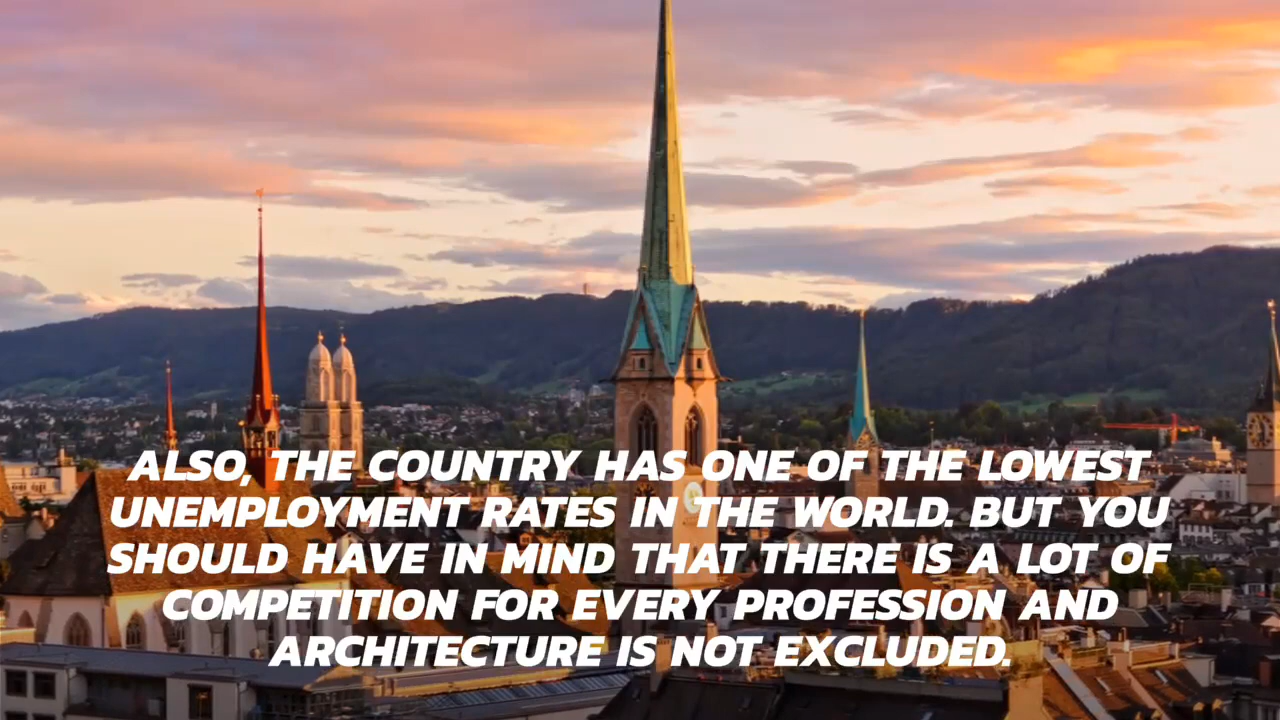 ALSO, THE COUNTRY HAS ONE OF THE LOWEST
UNEMPLOYMENT RATES IN THE WORLD. BUT YOU
SHOULD HAVE IN MIND THAT THERE IS A LOT OF
COMPETITION FOR EVERY PROFESSION AND
ARCHITECTURE IS NOT EXCLUDED.